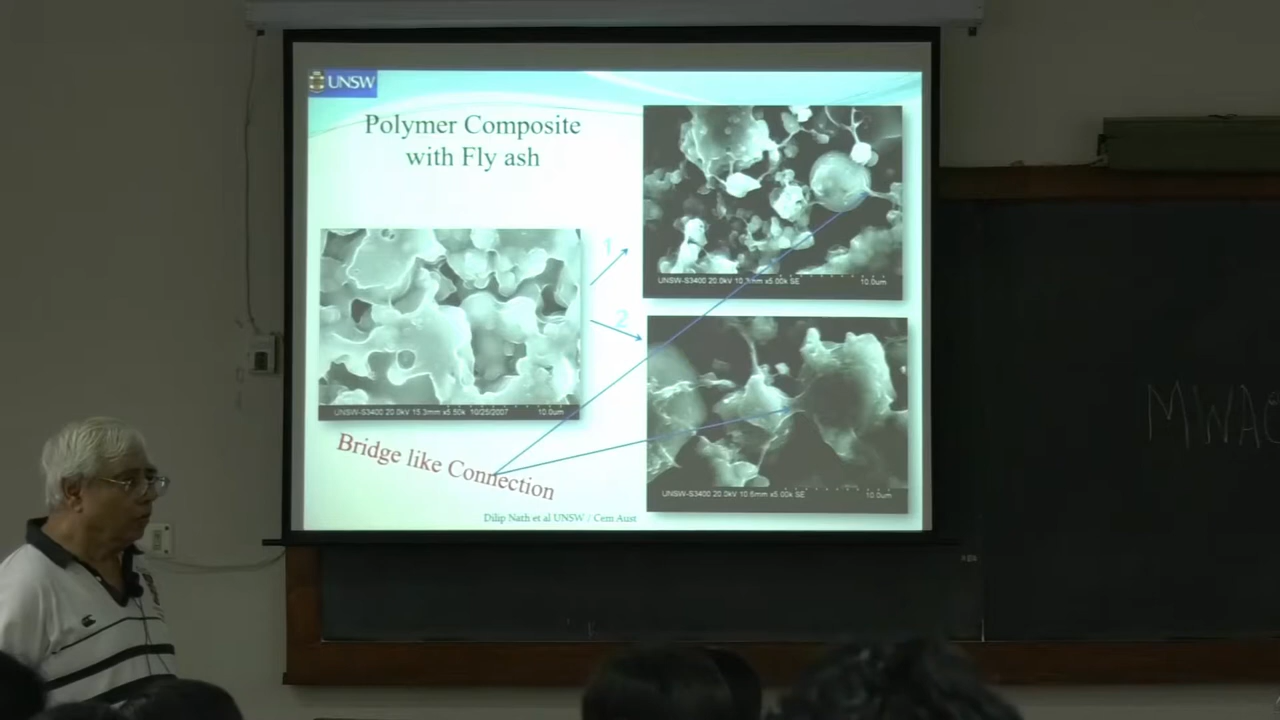 UNSW
Polymer Composite
with Fly ash
1
2
UNSW-S3400 20.0kV 15.3mm x5.50k 10/25/2007 10.0um
UNSW-S3400 20.0kV 10.3mm x5.00k SE 10.0um
UNSW-S3400 20.0kV 10.6mm x5.00k SE 10.0um
Bridge like Connection
Dilip Nath et al UNSW / Cem Aust